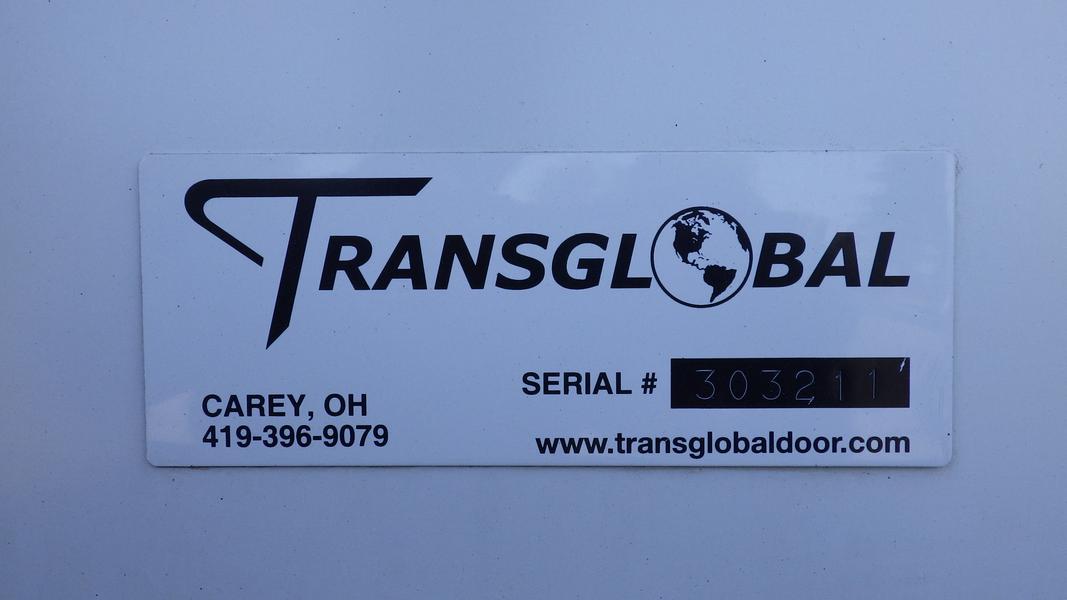 TRANSGLOBAL
SERIAL # 303211
CAREY, OH
419-396-9079
www.transglobaldoor.com